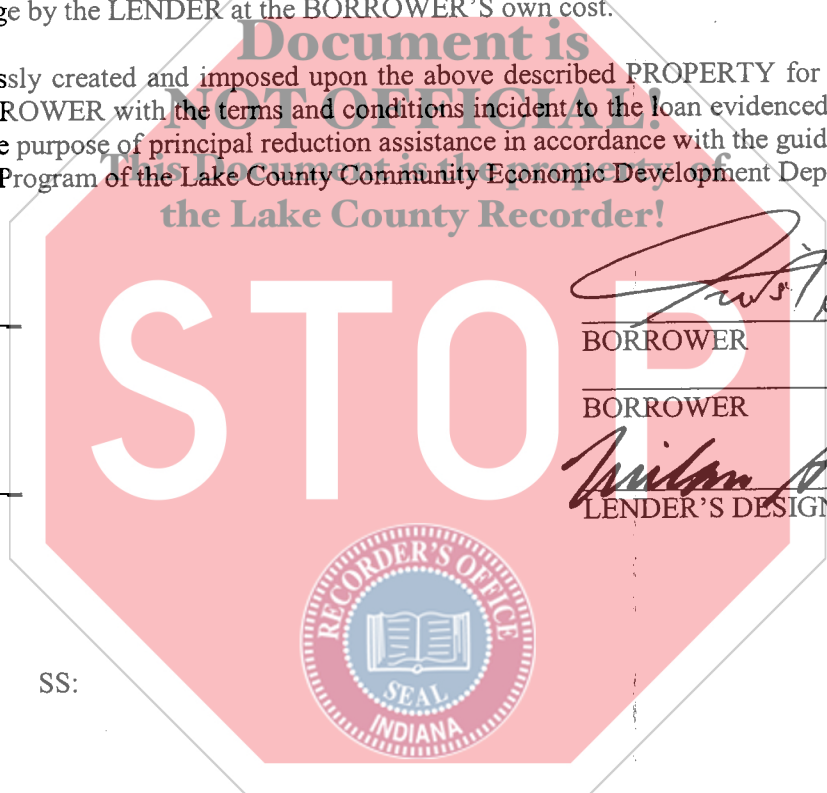 ge by the LENDER at the BORROWER'S own cost.
Document is
ssly created and imposed upon the above described PROPERTY for
NOT OFFICIAL!
ROWER with the terms and conditions incident to the loan evidenced
e purpose of principal reduction assistance in accordance with the guid
This Document is the property of
Program of the Lake County Community Economic Development Dep
the Lake County Recorder!
BORROWER
STOP
BORROWER
LENDER'S DESIGN
RECORDER'S OFFICE
SEAL
INDIANA
SS: